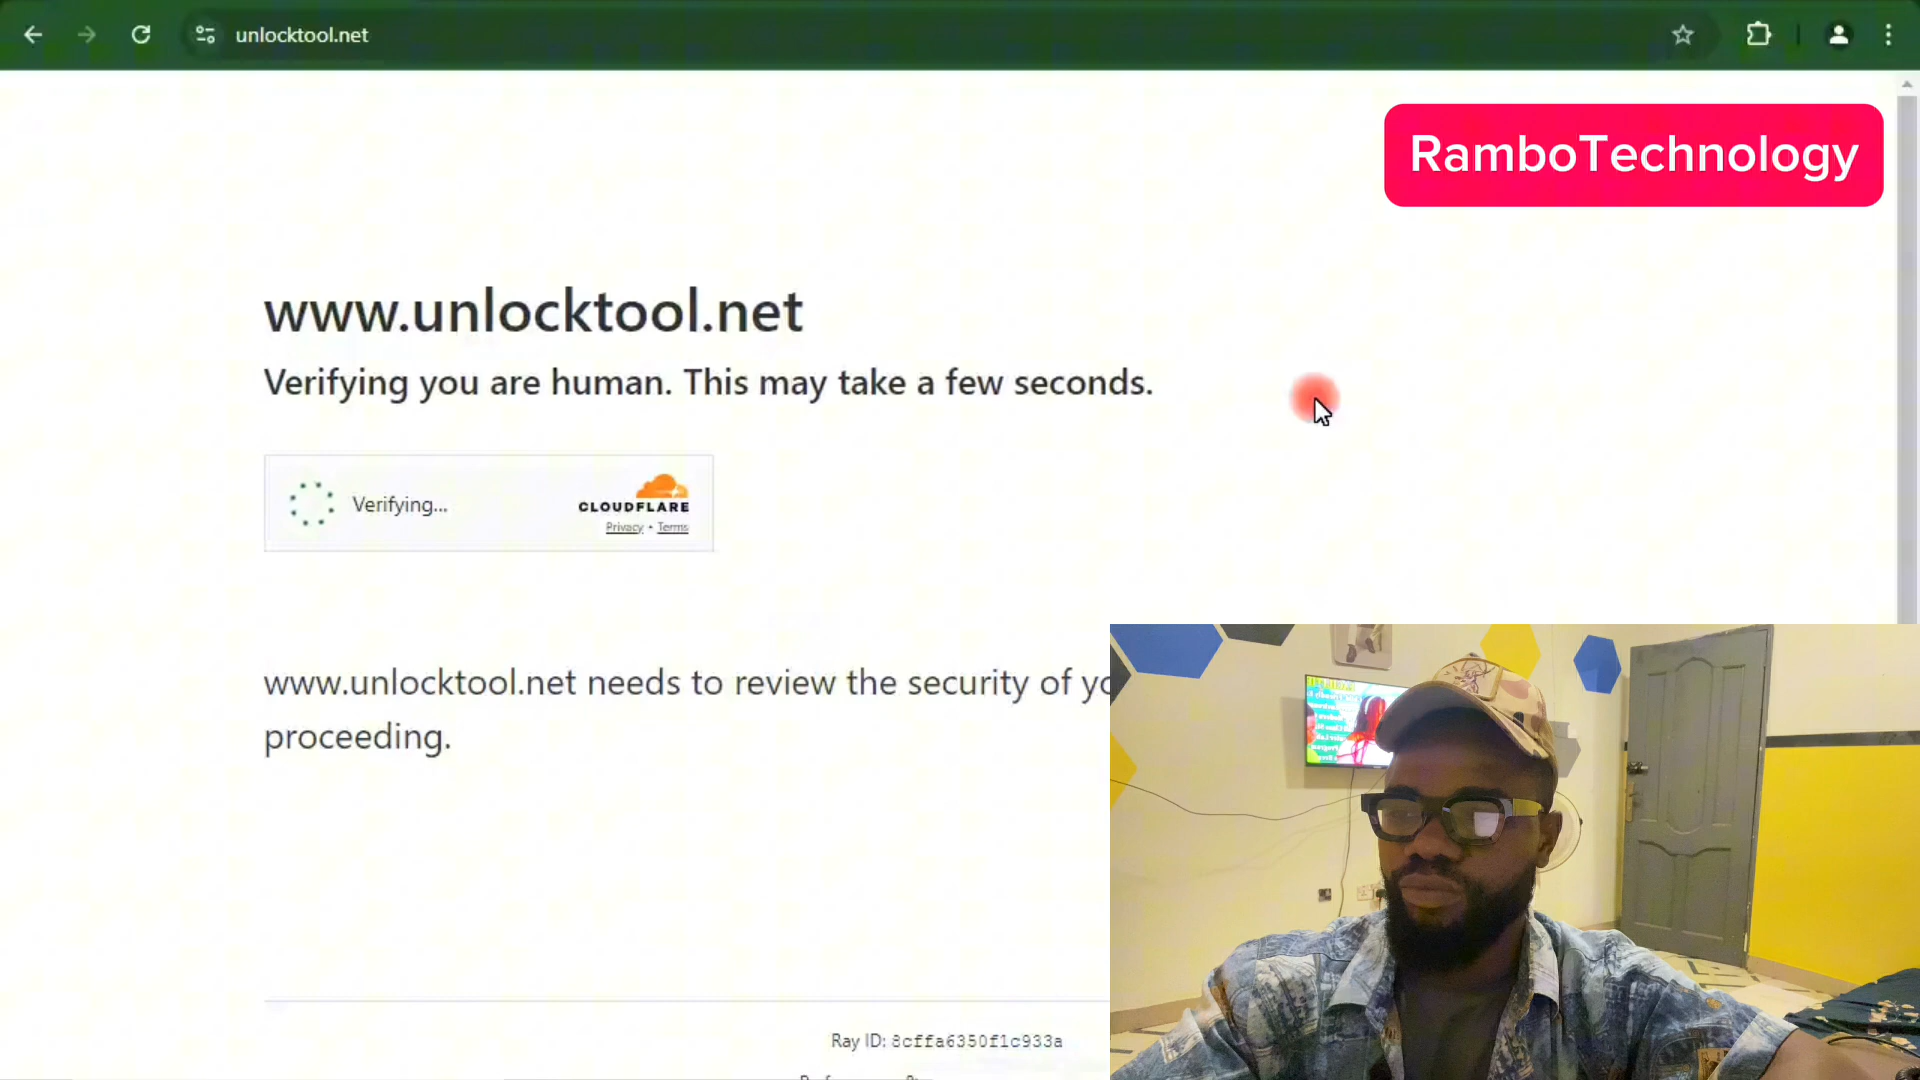 unlocktool.net
RamboTechnology
www.unlocktool.net
Verifying you are human. This may take a few seconds.
Verifying...
CLOUDFLARE
Privacy • Terms
www.unlocktool.net needs to review the security of
proceeding.
Ray ID: 8cffa6350f1c933a